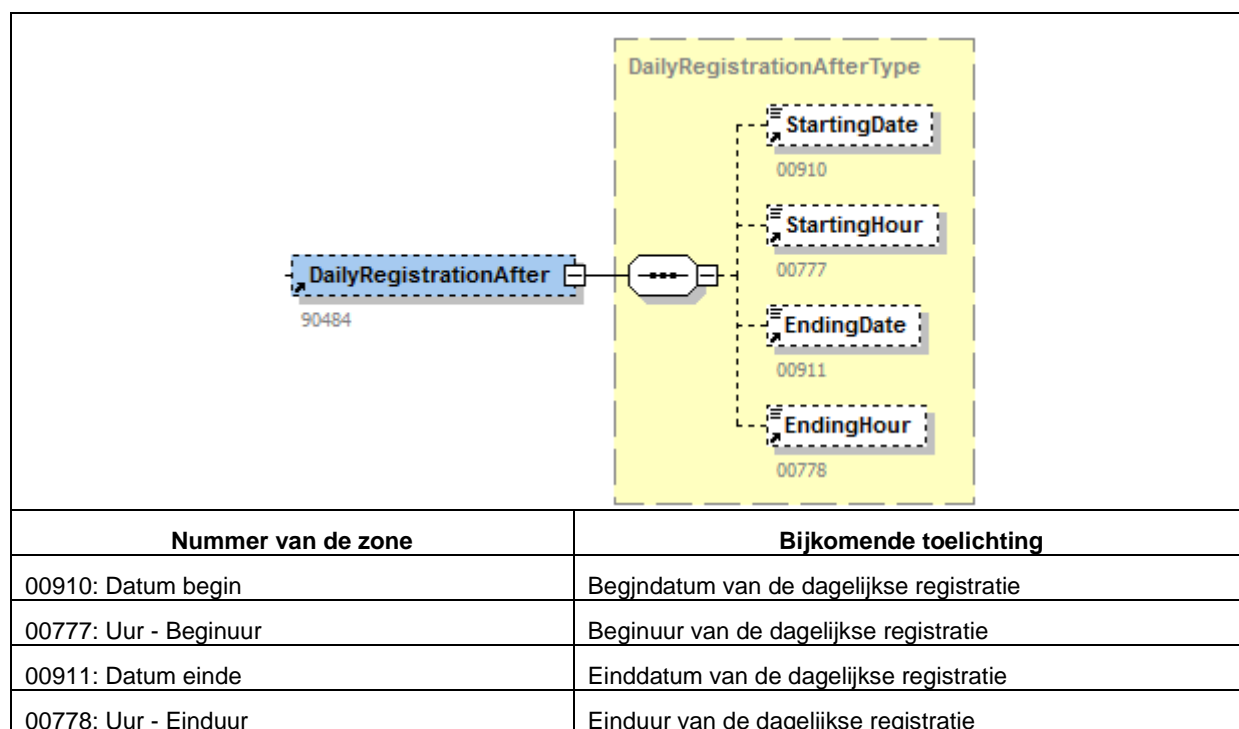 DailyRegistrationAfterType
StartingDate
00910
StartingHour
00777
DailyRegistrationAfter
90484
EndingDate
00911
EndingHour
00778
Nummer van de zone Bijkomende toelichting
00910: Datum begin Begjndatum van de dagelijkse registratie
00777: Uur - Beginuur Beginuur van de dagelijkse registratie
00911: Datum einde Einddatum van de dagelijkse registratie
00778: Uur - Einduur Einduur van de dagelijkse registratie